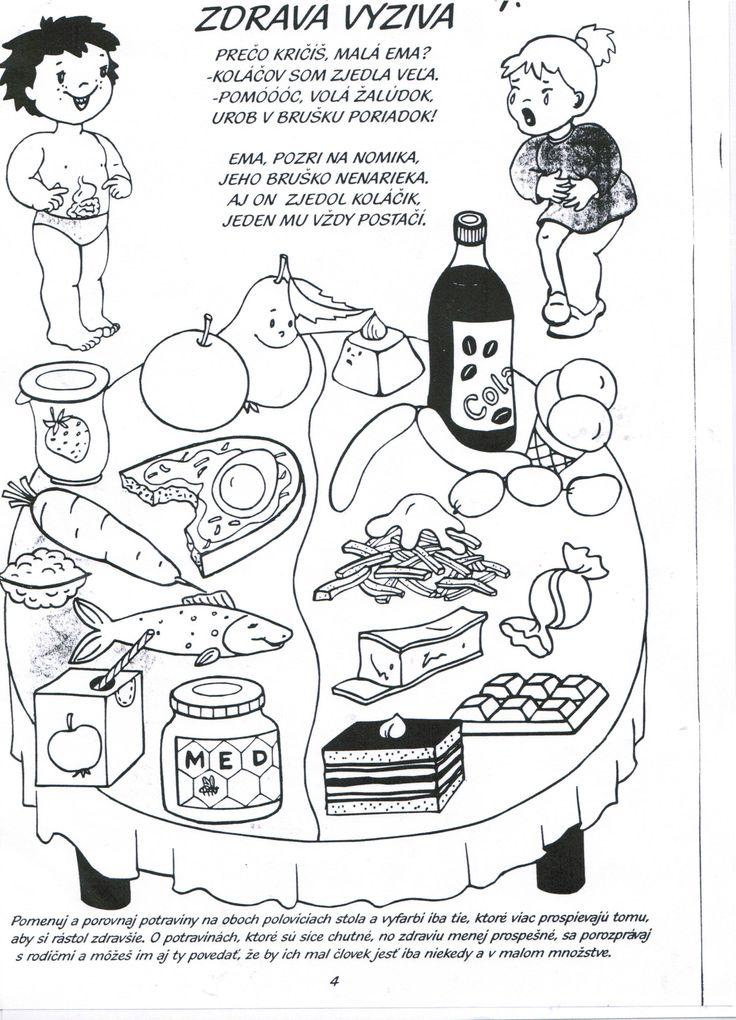 ZDRAVA VYZIVA
PREČO KRIČÍŠ, MALÁ EMA?
-KOLÁČOV SOM ZJEDLA VEĽA.
-POMÓÓÓC, VOLÁ ŽALÚDOK,
UROB V BRUŠKU PORIADOK!
EMA, POZRI NA NOMIKA,
JEHO BRUŠKO NENARIEKA.
AJ ON ZJEDOL KOLÁČIK,
JEDEN MU VŽDY POSTAČÍ.
Cola
MED
Pomenuj a porovnaj potraviny na oboch poloviciach stola a vyfarbi iba tie, ktoré viac prospievajú tomu,
aby si rástol zdravšie. O potravinách, ktoré sú síce chutné, no zdraviu menej prospešné, sa porozprávaj
s rodičmi a môžeš im aj ty povedať, že by ich mal človek jesť iba niekedy a v malom množstve.
4